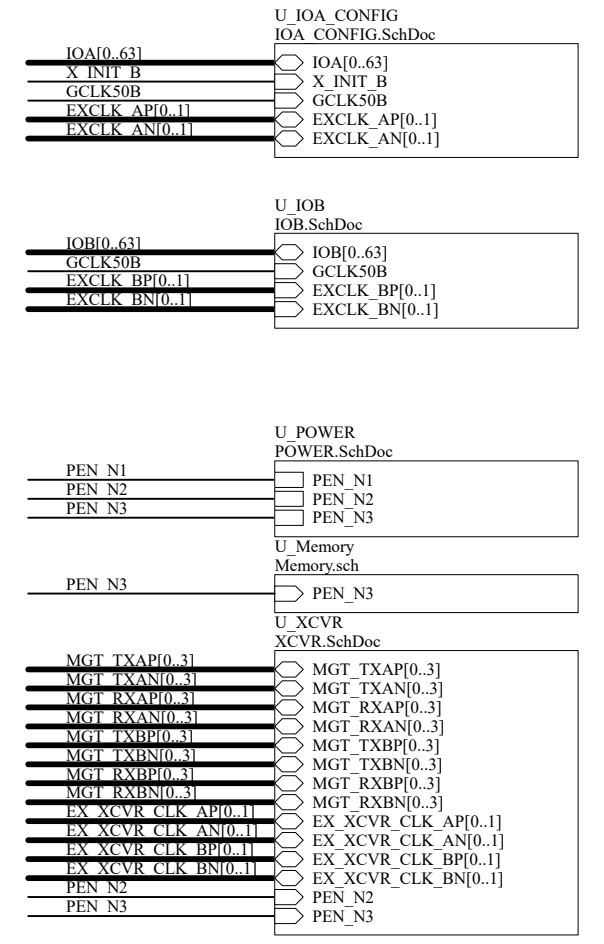 U_IOA_CONFIG
IOA_CONFIG.SchDoc
IOA[0..63] IOA[0..63]
X_INIT_B X_INIT_B
GCLK50B GCLK50B
EXCLK_AP[0..1] EXCLK_AP[0..1]
EXCLK_AN[0..1] EXCLK_AN[0..1]
U_IOB
IOB.SchDoc
IOB[0..63] IOB[0..63]
GCLK50B GCLK50B
EXCLK_BP[0..1] EXCLK_BP[0..1]
EXCLK_BN[0..1] EXCLK_BN[0..1]
U_POWER
POWER.SchDoc
PEN_N1 PEN_N1
PEN_N2 PEN_N2
PEN_N3 PEN_N3
U_Memory
Memory.sch
PEN_N3 PEN_N3
U_XCVR
XCVR.SchDoc
MGT_TXAP[0..3] MGT_TXAP[0..3]
MGT_TXAN[0..3] MGT_TXAN[0..3]
MGT_RXAP[0..3] MGT_RXAP[0..3]
MGT_RXAN[0..3] MGT_RXAN[0..3]
MGT_TXBP[0..3] MGT_TXBP[0..3]
MGT_TXBN[0..3] MGT_TXBN[0..3]
MGT_RXBP[0..3] MGT_RXBP[0..3]
MGT_RXBN[0..3] MGT_RXBN[0..3]
EX_XCVR_CLK_AP[0..1] EX_XCVR_CLK_AP[0..1]
EX_XCVR_CLK_AN[0..1] EX_XCVR_CLK_AN[0..1]
EX_XCVR_CLK_BP[0..1] EX_XCVR_CLK_BP[0..1]
EX_XCVR_CLK_BN[0..1] EX_XCVR_CLK_BN[0..1]
PEN_N2 PEN_N2
PEN_N3 PEN_N3